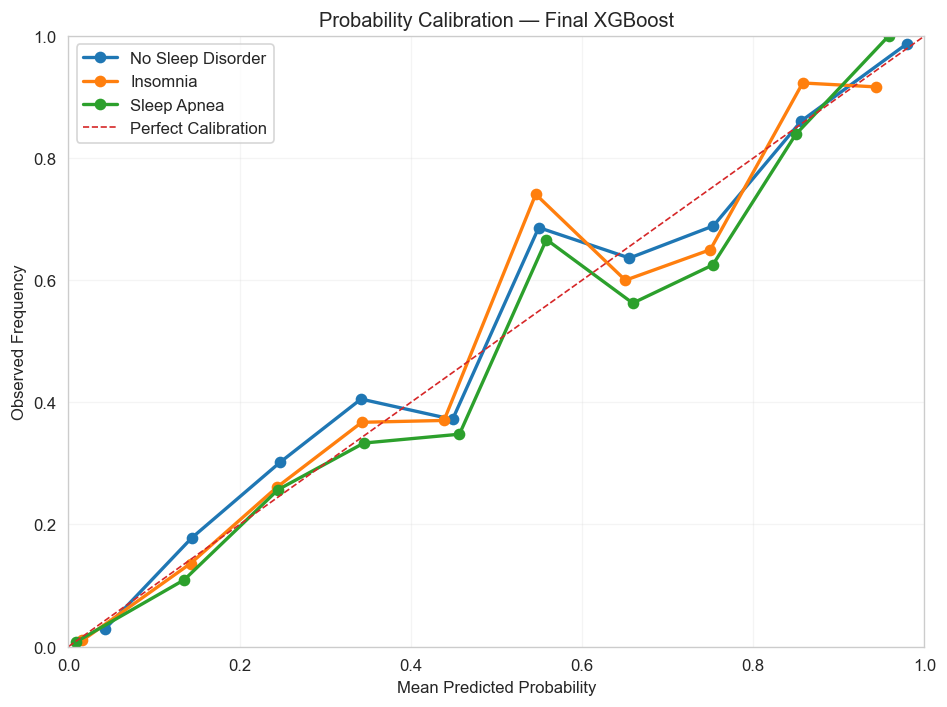 Probability Calibration — Final XGBoost
No Sleep Disorder
Insomnia
Sleep Apnea
Perfect Calibration
Observed Frequency
1.0
0.8
0.6
0.4
0.2
0.0
0.0 0.2 0.4 0.6 0.8 1.0
Mean Predicted Probability